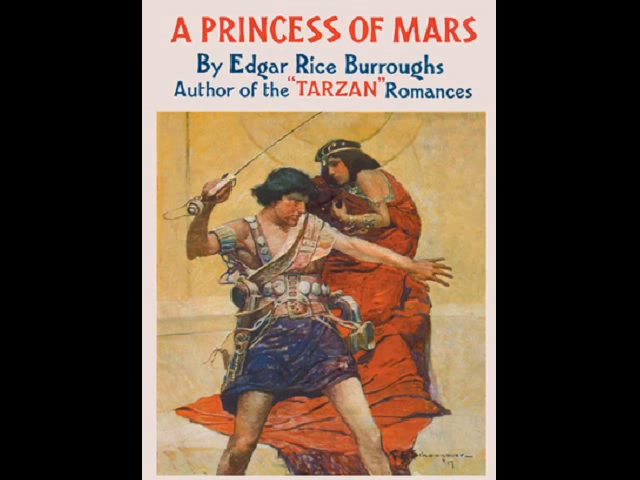 A PRINCESS OF MARS
By Edgar Rice Burroughs
Author of the "TARZAN" Romances